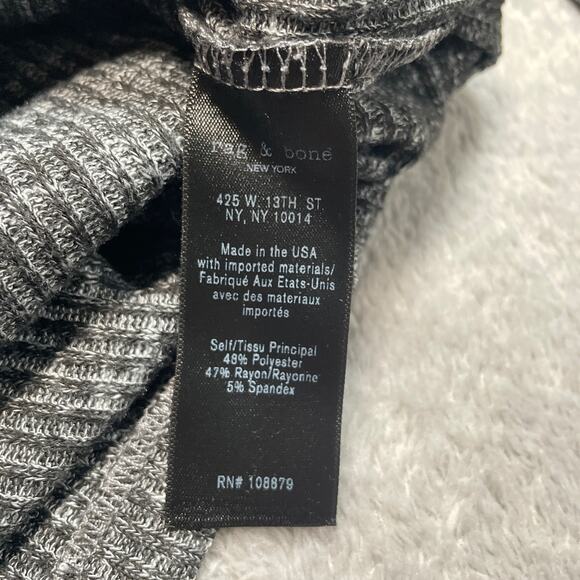 rag & bone
NEW YORK
425 W. 13TH ST.
NY, NY 10014
Made in the USA
with imported materials/
Fabriqué Aux Etats-Unis
avec des materiaux
importés
Self/Tissu Principal
48% Polyester
47% Rayon/Rayonne
5% Spandex
RN# 108879